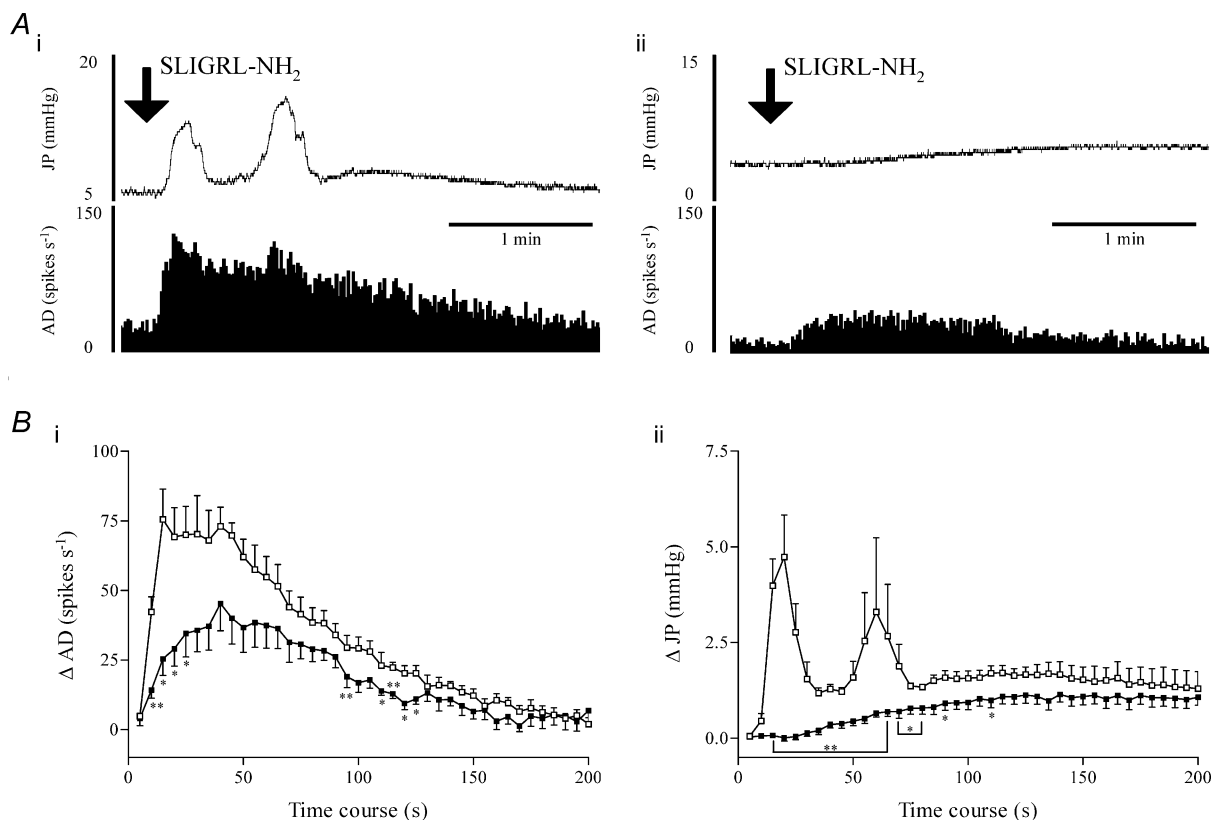 A
i
SLIGRL-NH2
20
JP (mmHg)
5
150
AD (spikes s-1)
0
1 min
ii
SLIGRL-NH2
15
JP (mmHg)
0
150
AD (spikes s-1)
0
1 min
B
i
100
75
50
25
0
Δ AD (spikes s-1)
** * * * ** * ** * *
0 50 100 150 200
Time course (s)
ii
7.5
5.0
2.5
0.0
Δ JP (mmHg)
** * * *
0 50 100 150 200
Time course (s)